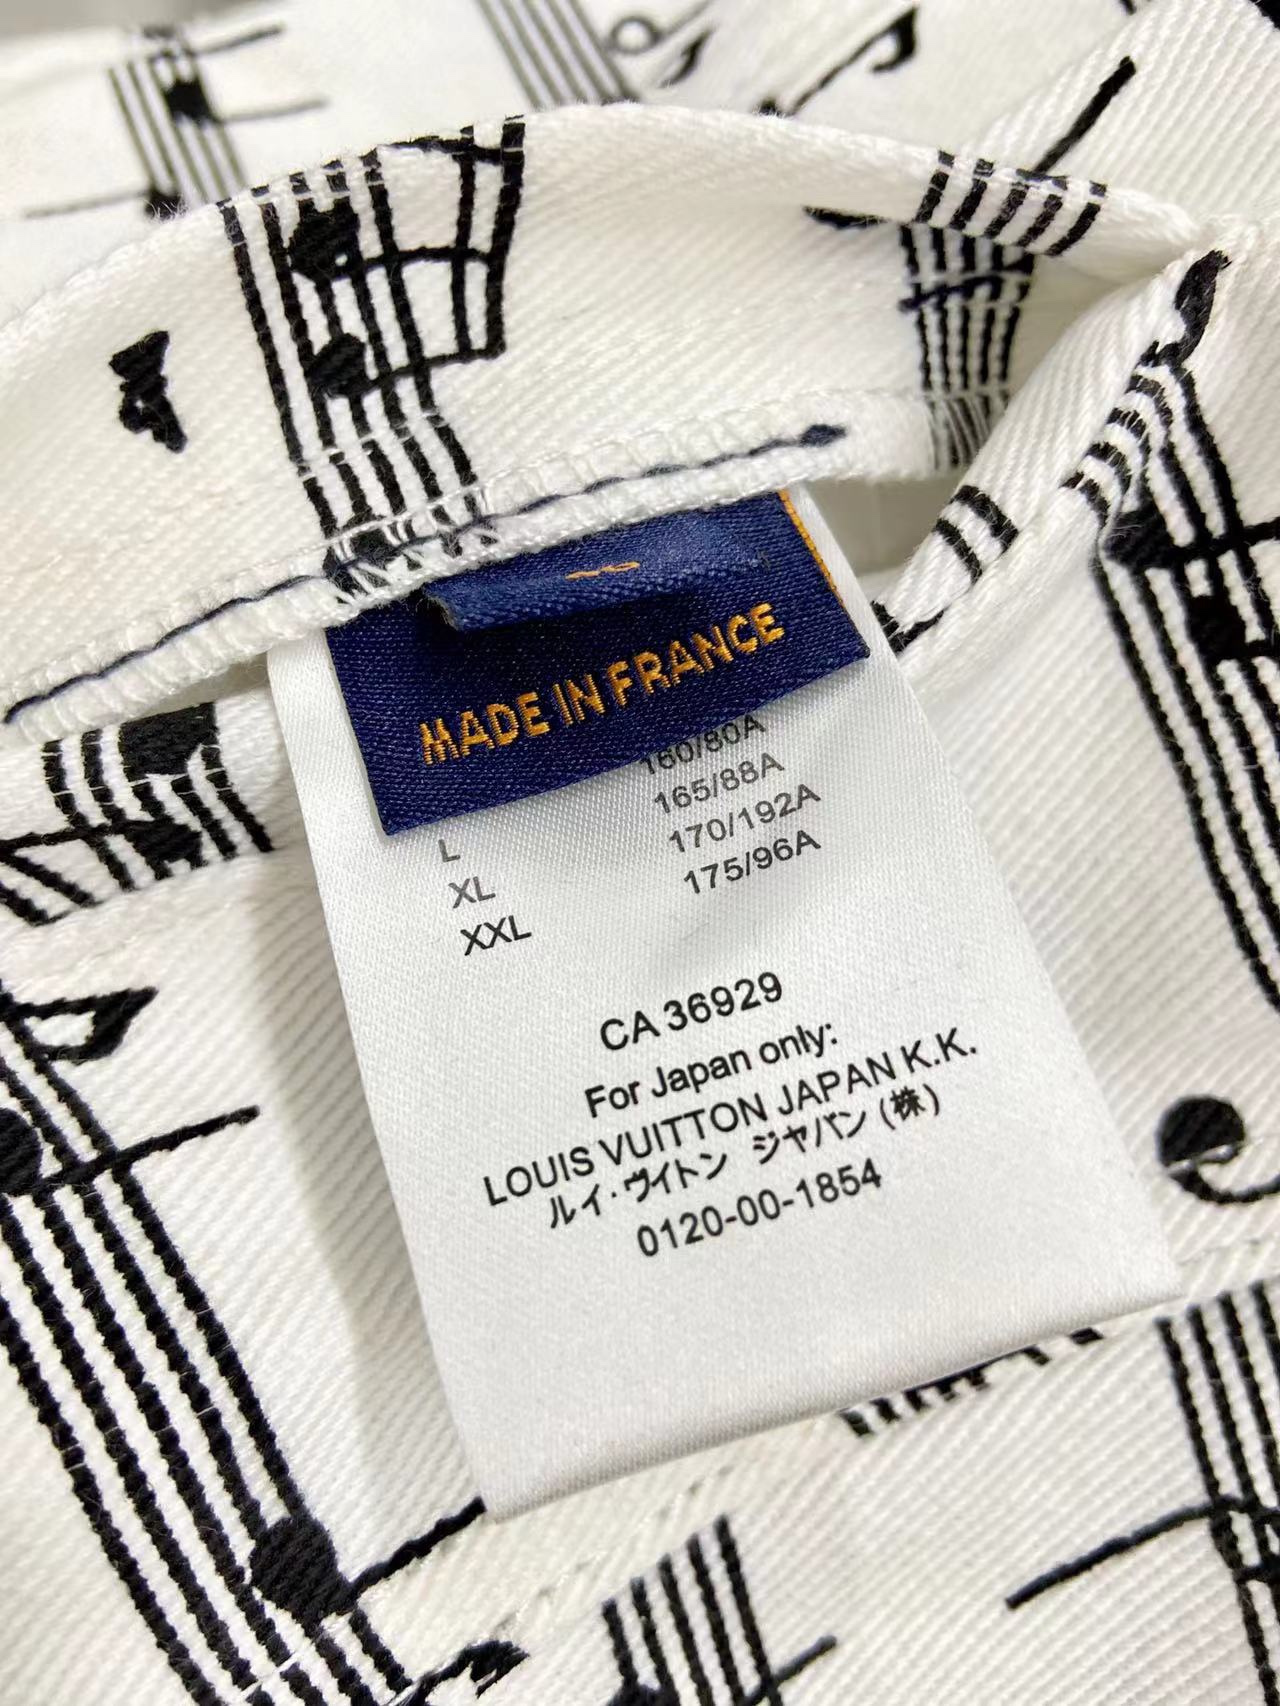 MADE IN FRANCE
160/80A
165/88A
L 170/192A
XL 175/96A
XXL
CA 36929
For Japan only:
LOUIS VUITTON JAPAN K.K.
ルイ・ヴィトン ジャパン (株)
0120-00-1854